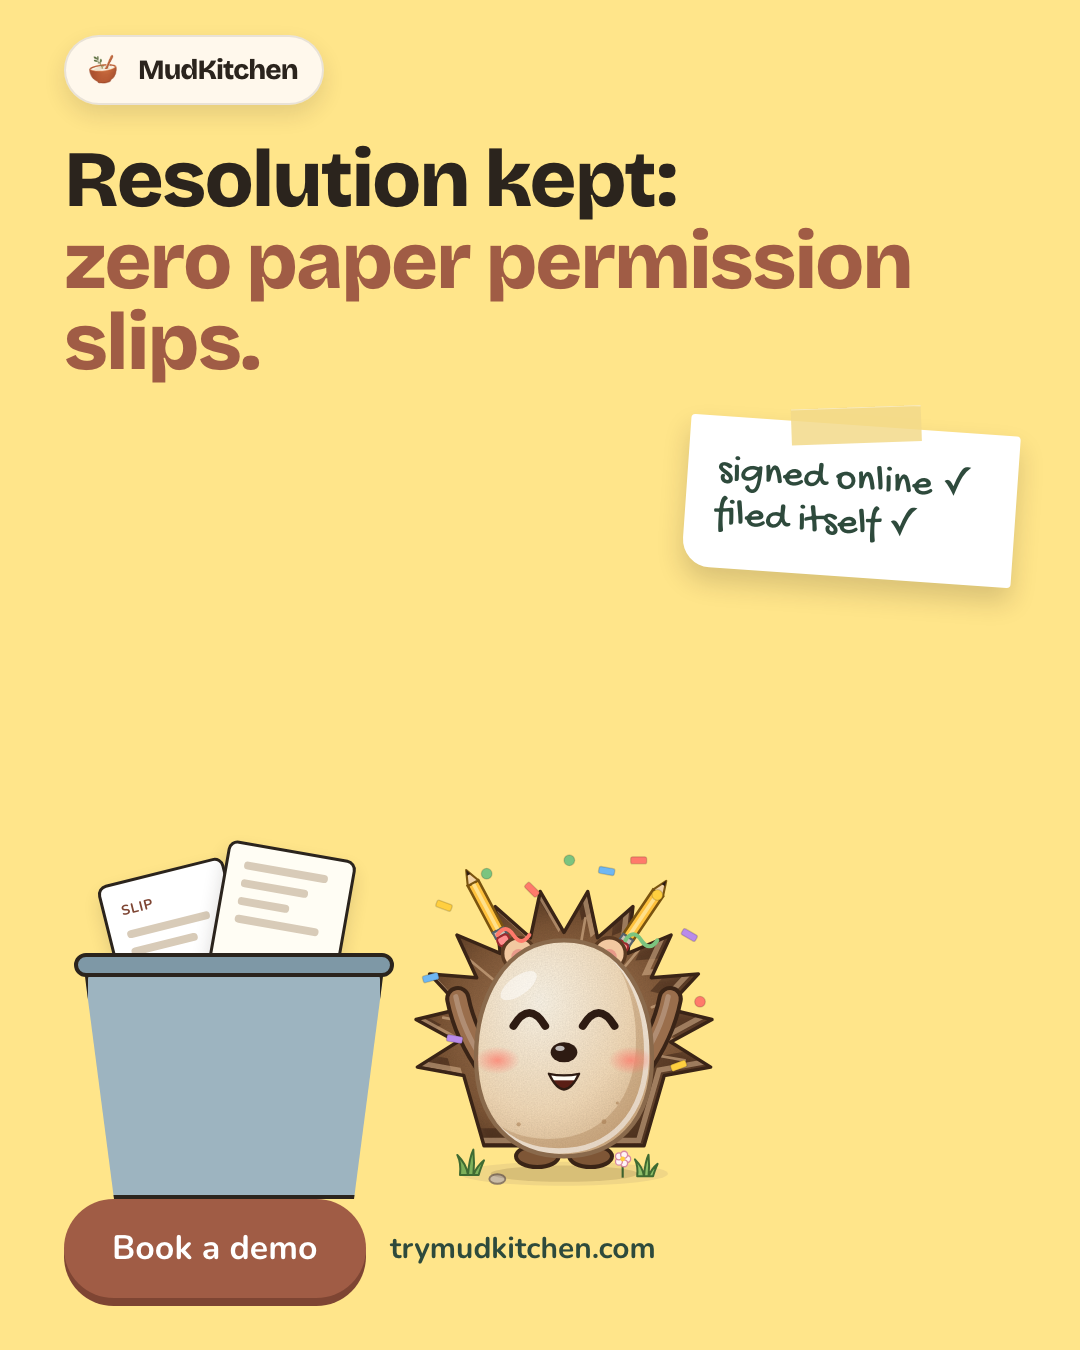 MudKitchen
Resolution kept:
zero paper permission
slips.
signed online ✓
filed itself ✓
SLIP
Book a demo
trymudkitchen.com